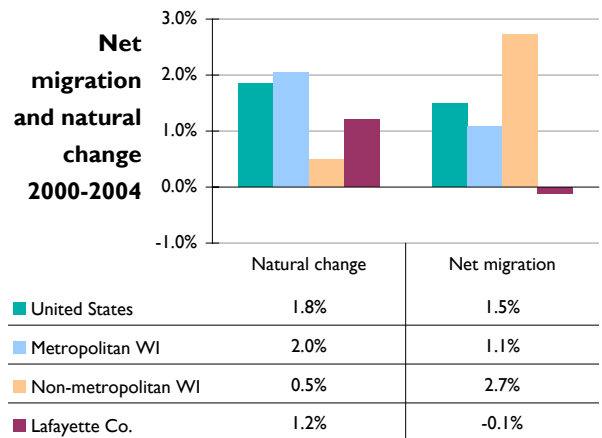 Net
migration
and natural
change
2000-2004
3.0%
2.0%
1.0%
0.0%
-1.0%
Natural change Net migration
United States 1.8% 1.5%
Metropolitan WI 2.0% 1.1%
Non-metropolitan WI 0.5% 2.7%
Lafayette Co. 1.2% -0.1%